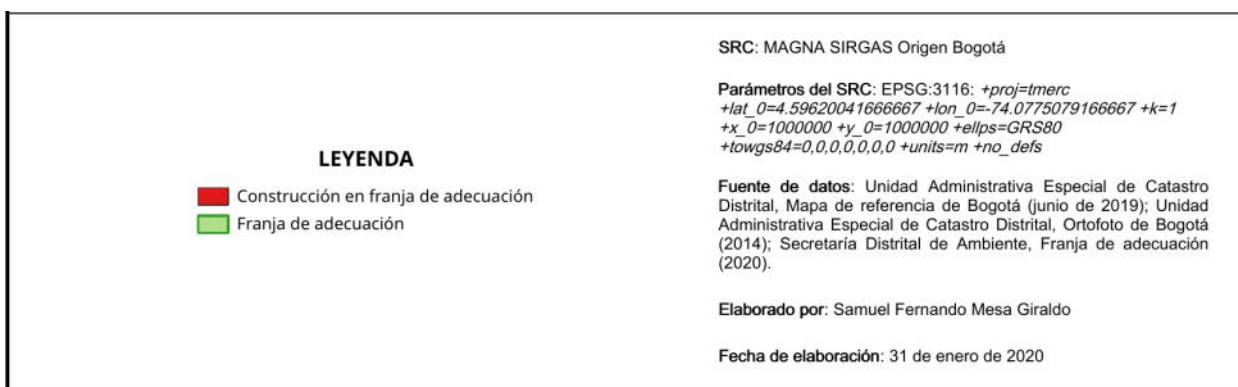 LEYENDA
Construcción en franja de adecuación
Franja de adecuación
SRC: MAGNA SIRGAS Origen Bogotá
Parámetros del SRC: EPSG:3116: +proj=tmerc
+lat_0=4.59620041666667 +lon_0=-74.0775079166667 +k=1
+x_0=1000000 +y_0=1000000 +ellps=GRS80
+towgs84=0,0,0,0,0,0,0 +units=m +no_defs
Fuente de datos: Unidad Administrativa Especial de Catastro
Distrital, Mapa de referencia de Bogotá (junio de 2019); Unidad
Administrativa Especial de Catastro Distrital, Ortofoto de Bogotá
(2014); Secretaría Distrital de Ambiente, Franja de adecuación
(2020).
Elaborado por: Samuel Fernando Mesa Giraldo
Fecha de elaboración: 31 de enero de 2020